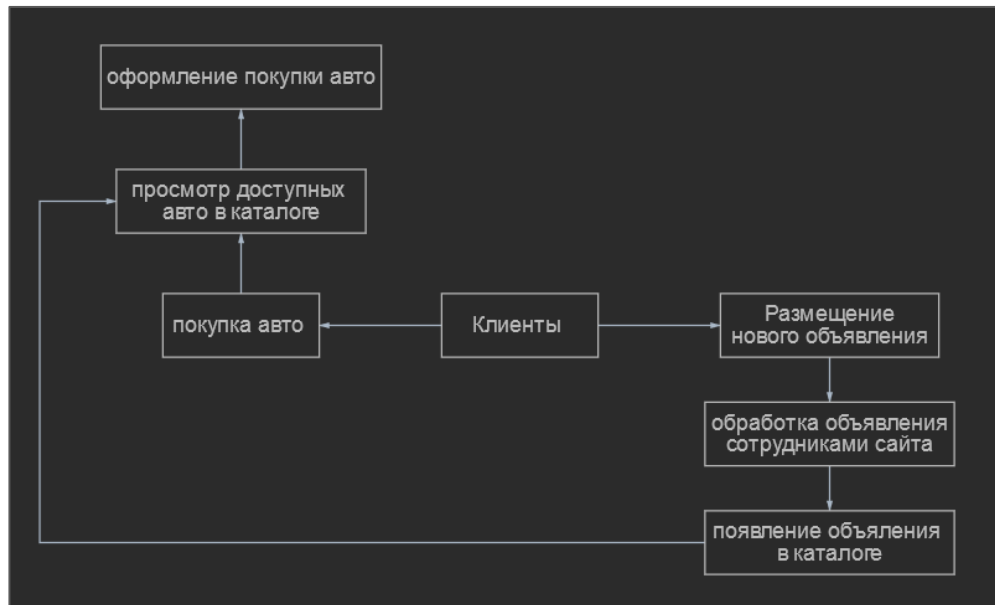 оформление покупки авто
просмотр доступных
авто в каталоге
покупка авто
Клиенты
Размещение
нового объявления
обработка объявления
сотрудниками сайта
появление объяления
в каталоге